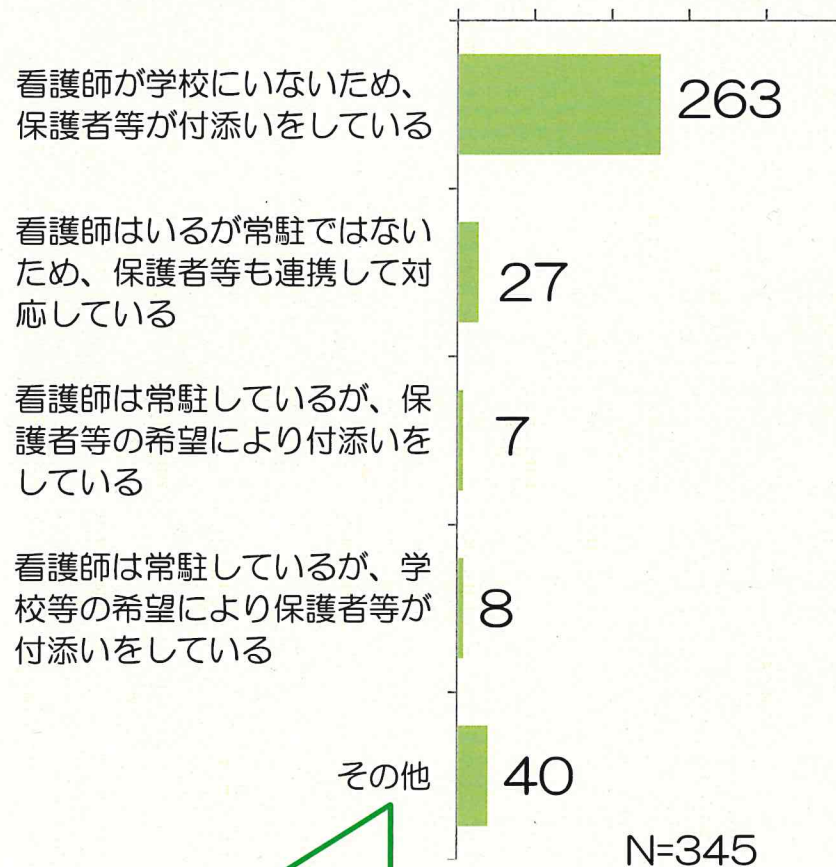 看護師が学校にいないため、
保護者等が付添いをしている
263
看護師はいるが常駐ではない
ため、保護者等も連携して対
応している
27
看護師は常駐しているが、保
護者等の希望により付添いを
している
7
看護師は常駐しているが、学
校等の希望により保護者等が
付添いをしている
8
その他
40
N=345